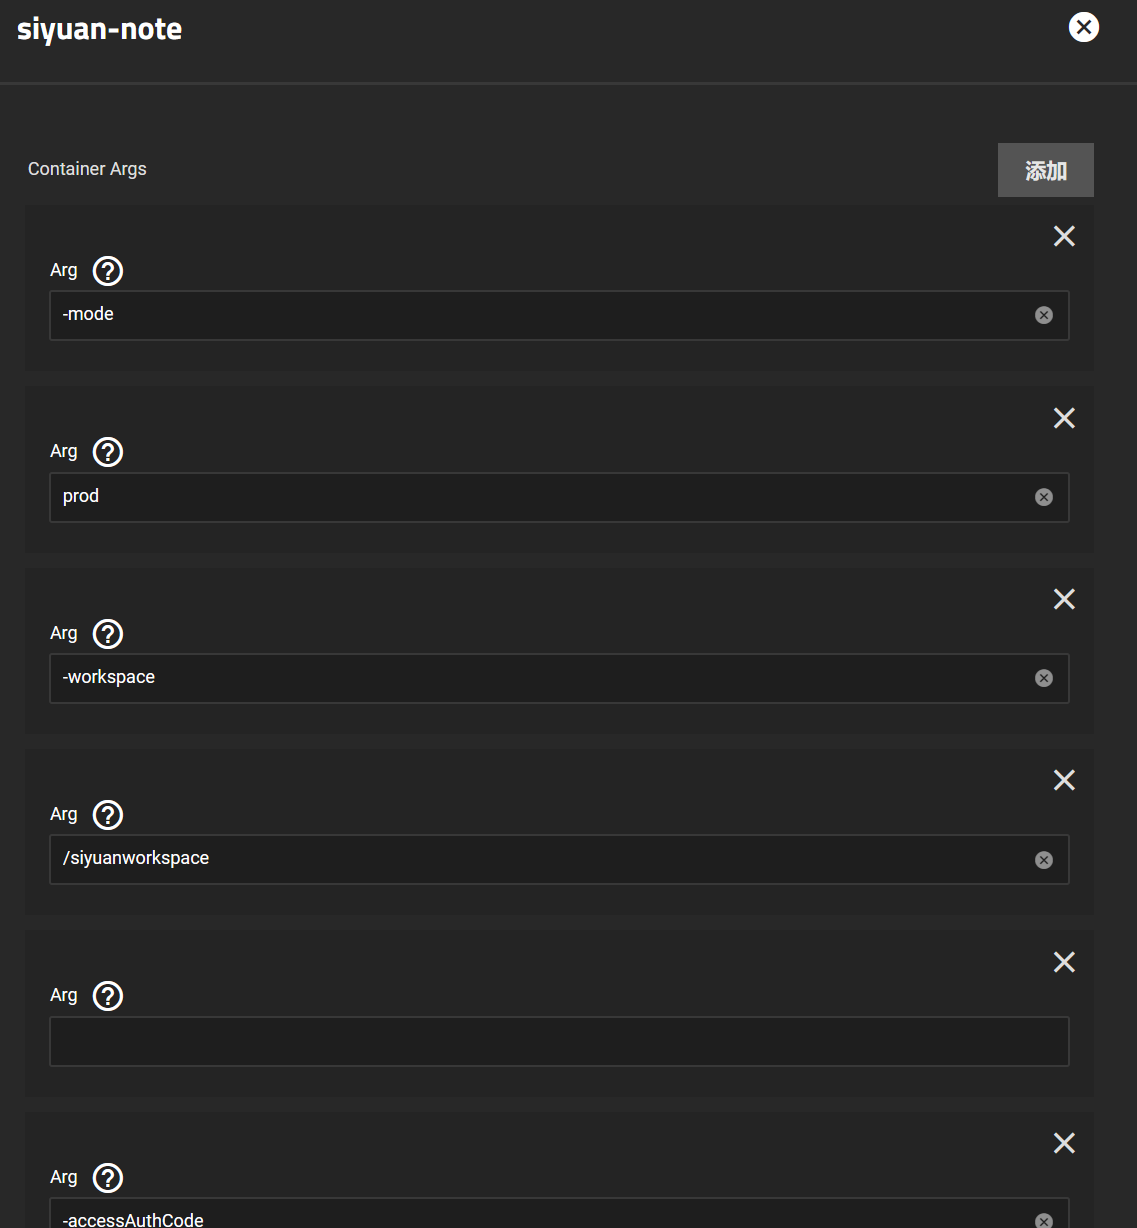 siyuan-note
Container Args
添加
Arg
-mode
Arg
prod
Arg
-workspace
Arg
/siyuanworkspace
Arg
Arg
-accessAuthCode